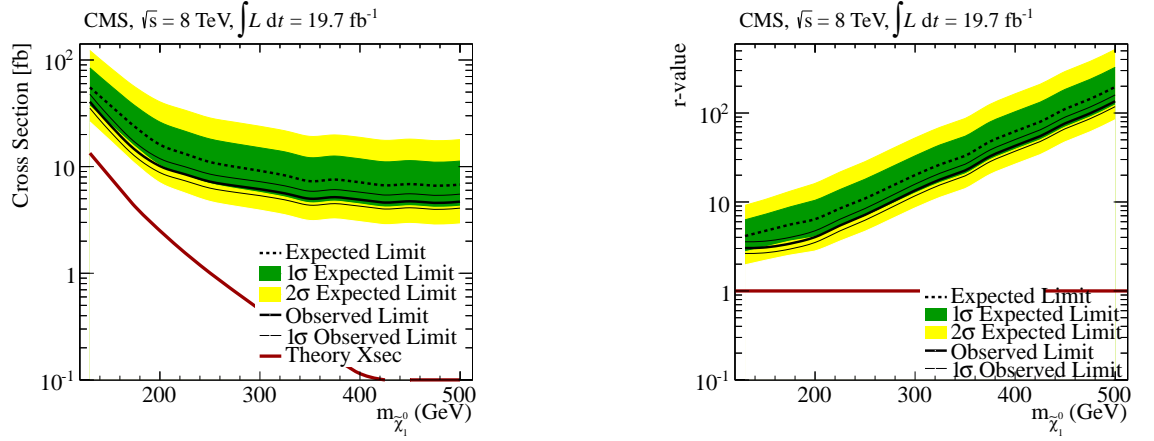 CMS, √s = 8 TeV, ∫L dt = 19.7 fb⁻¹
Cross Section [fb]
10²
10
1
10⁻¹
Expected Limit
1σ Expected Limit
2σ Expected Limit
Observed Limit
1σ Observed Limit
Theory Xsec
200 300 400 500
m_χ̃₁⁰ (GeV)
CMS, √s = 8 TeV, ∫L dt = 19.7 fb⁻¹
r-value
10²
10
1
10⁻¹
Expected Limit
1σ Expected Limit
2σ Expected Limit
Observed Limit
1σ Observed Limit
200 300 400 500
m_χ̃₁⁰ (GeV)